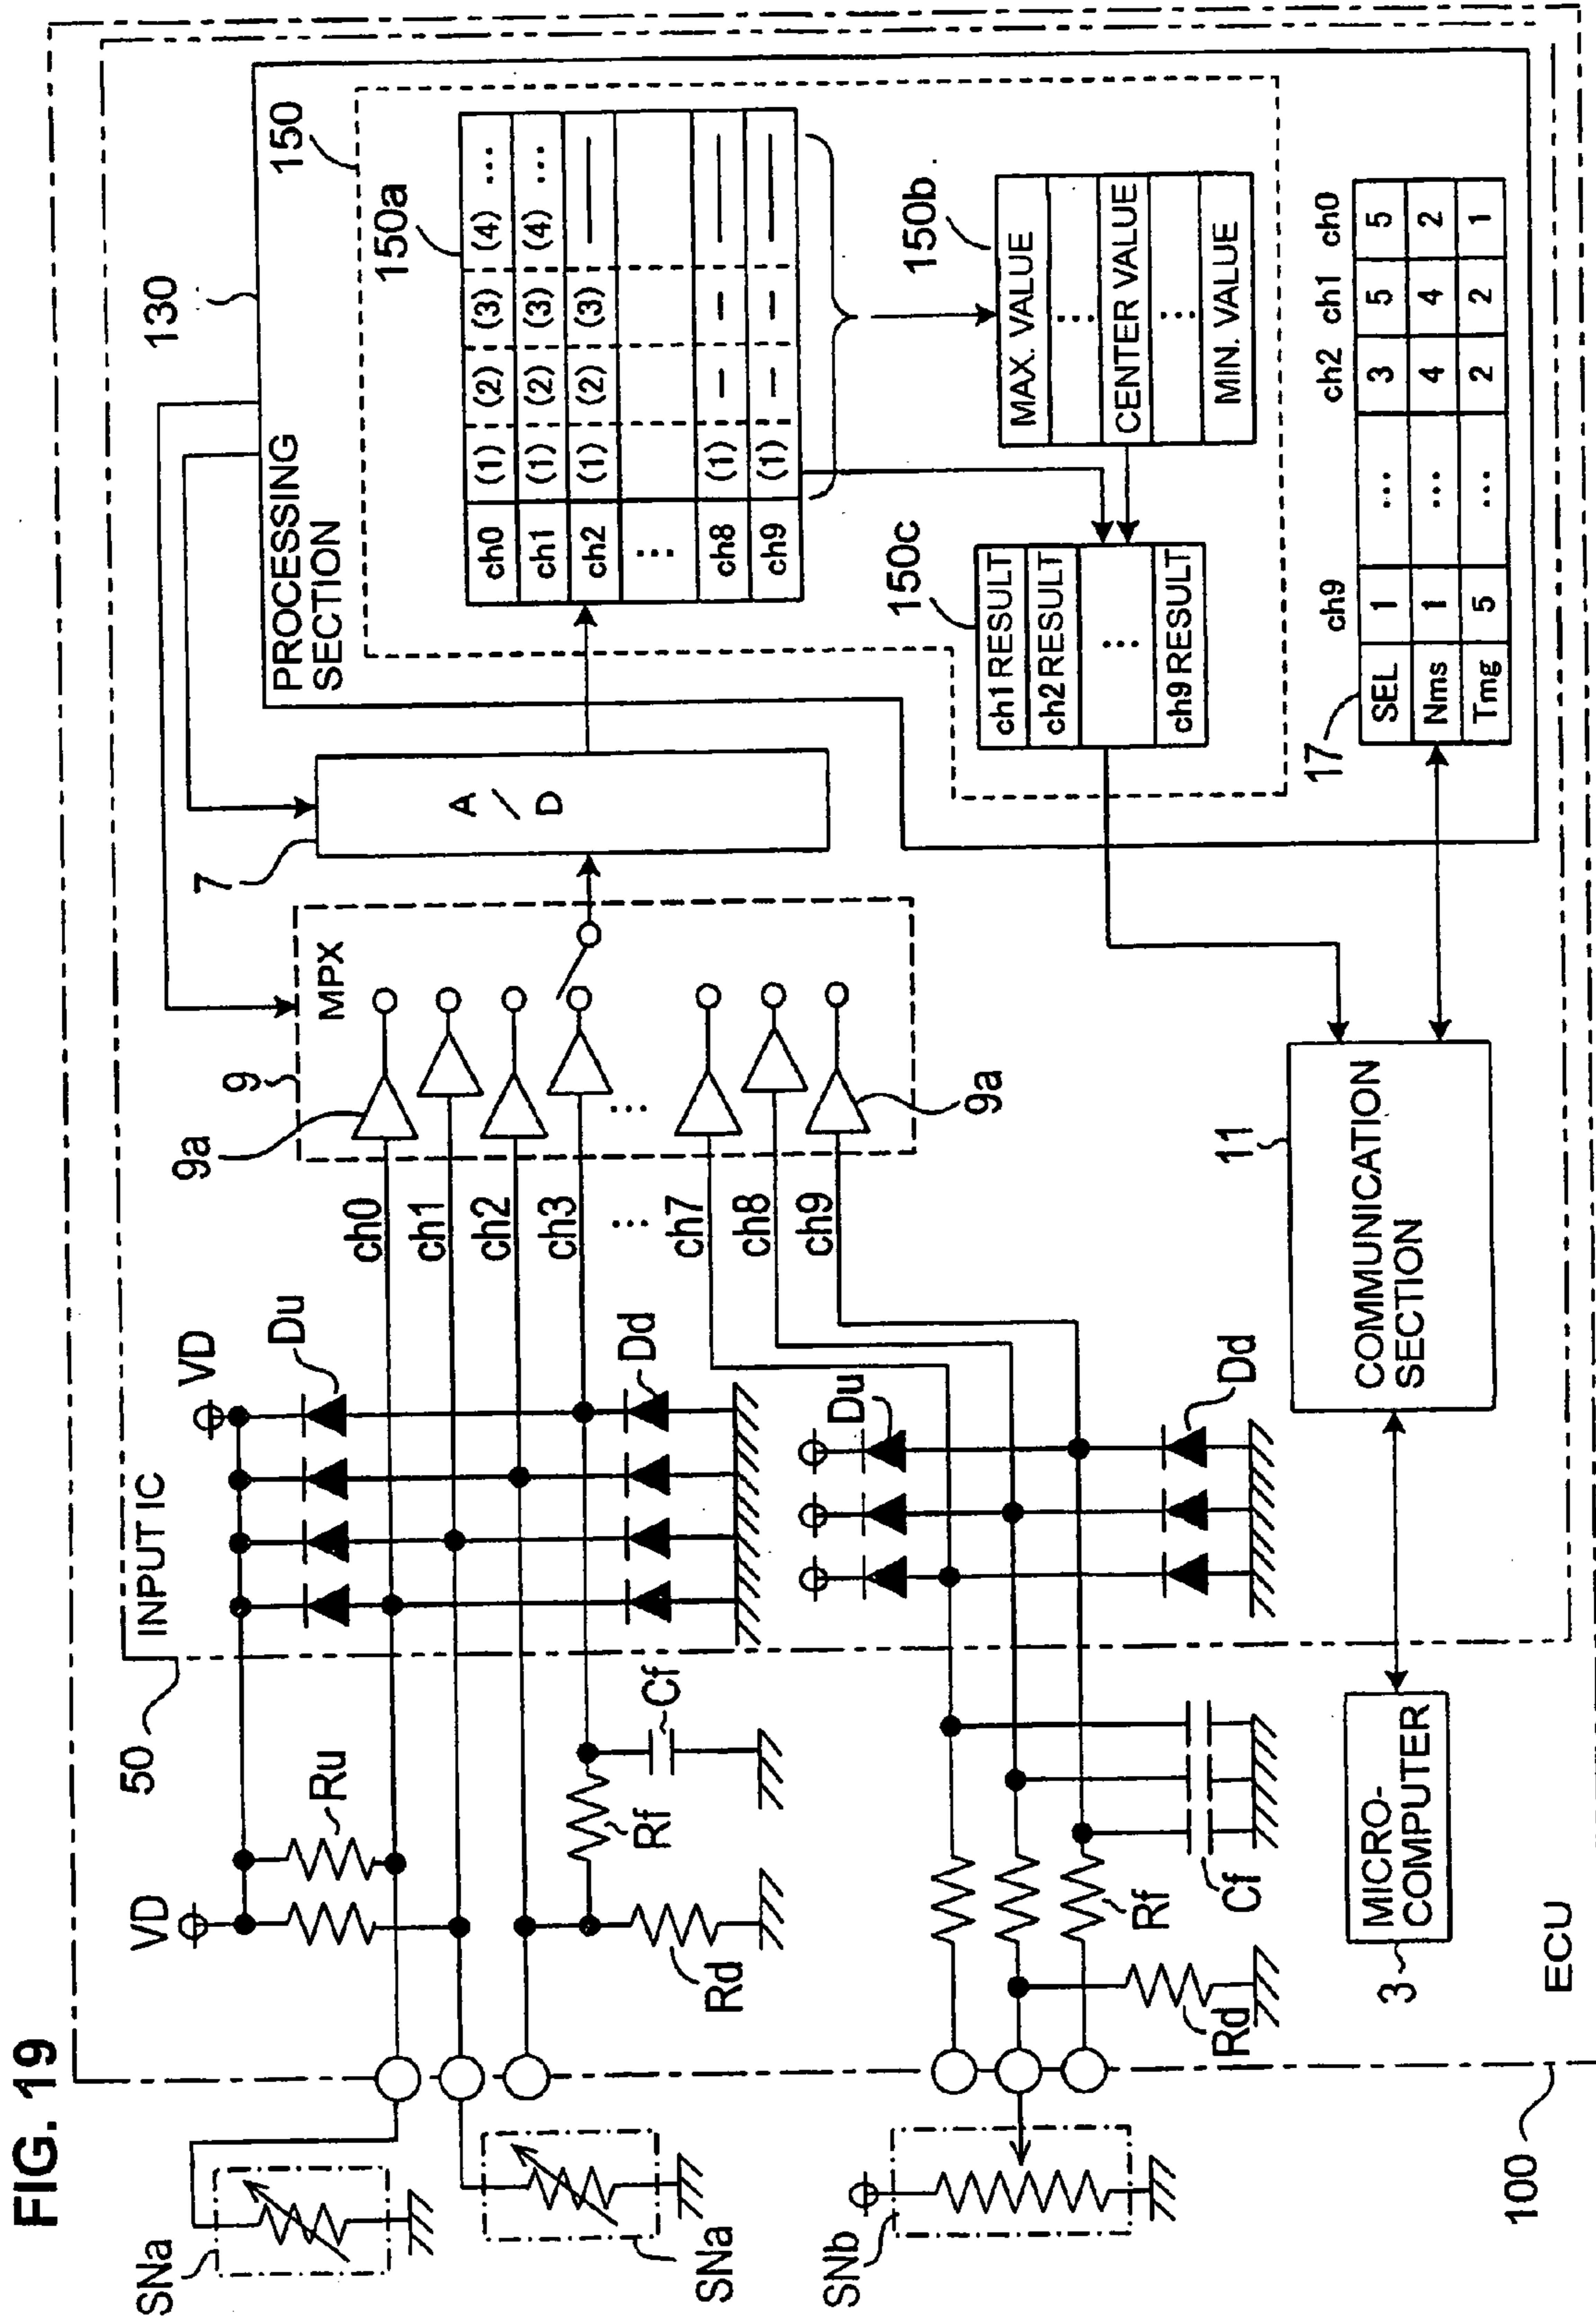 FIG. 19
ECU
100
INPUT IC
50
SNa
SNa
SNb
VD
Ru
Rf
Cf
Rd
Rf
Cf
Rd
VD
Du
Dd
Du
Dd
ch0
ch1
ch2
ch3
...
ch7
ch8
ch9
9
MPX
9a
9a
...
7
A/D
130
PROCESSING
SECTION
150
150a
ch0 (1) (2) (3) (4) ...
ch1 (1) (2) (3) (4) ...
ch2 (1) (2) (3) —
...
ch8 (1) — — —
ch9 (1) — — —
150b
MAX. VALUE
...
CENTER VALUE
...
MIN. VALUE
150c
ch1 RESULT
ch2 RESULT
...
ch9 RESULT
17
ch9 ch2 ch1 ch0
SEL 1 ... 3 5 5
Nms 1 ... 4 4 2
Tmg 5 ... 2 2 1
11
COMMUNICATION
SECTION
3
MICRO-
COMPUTER